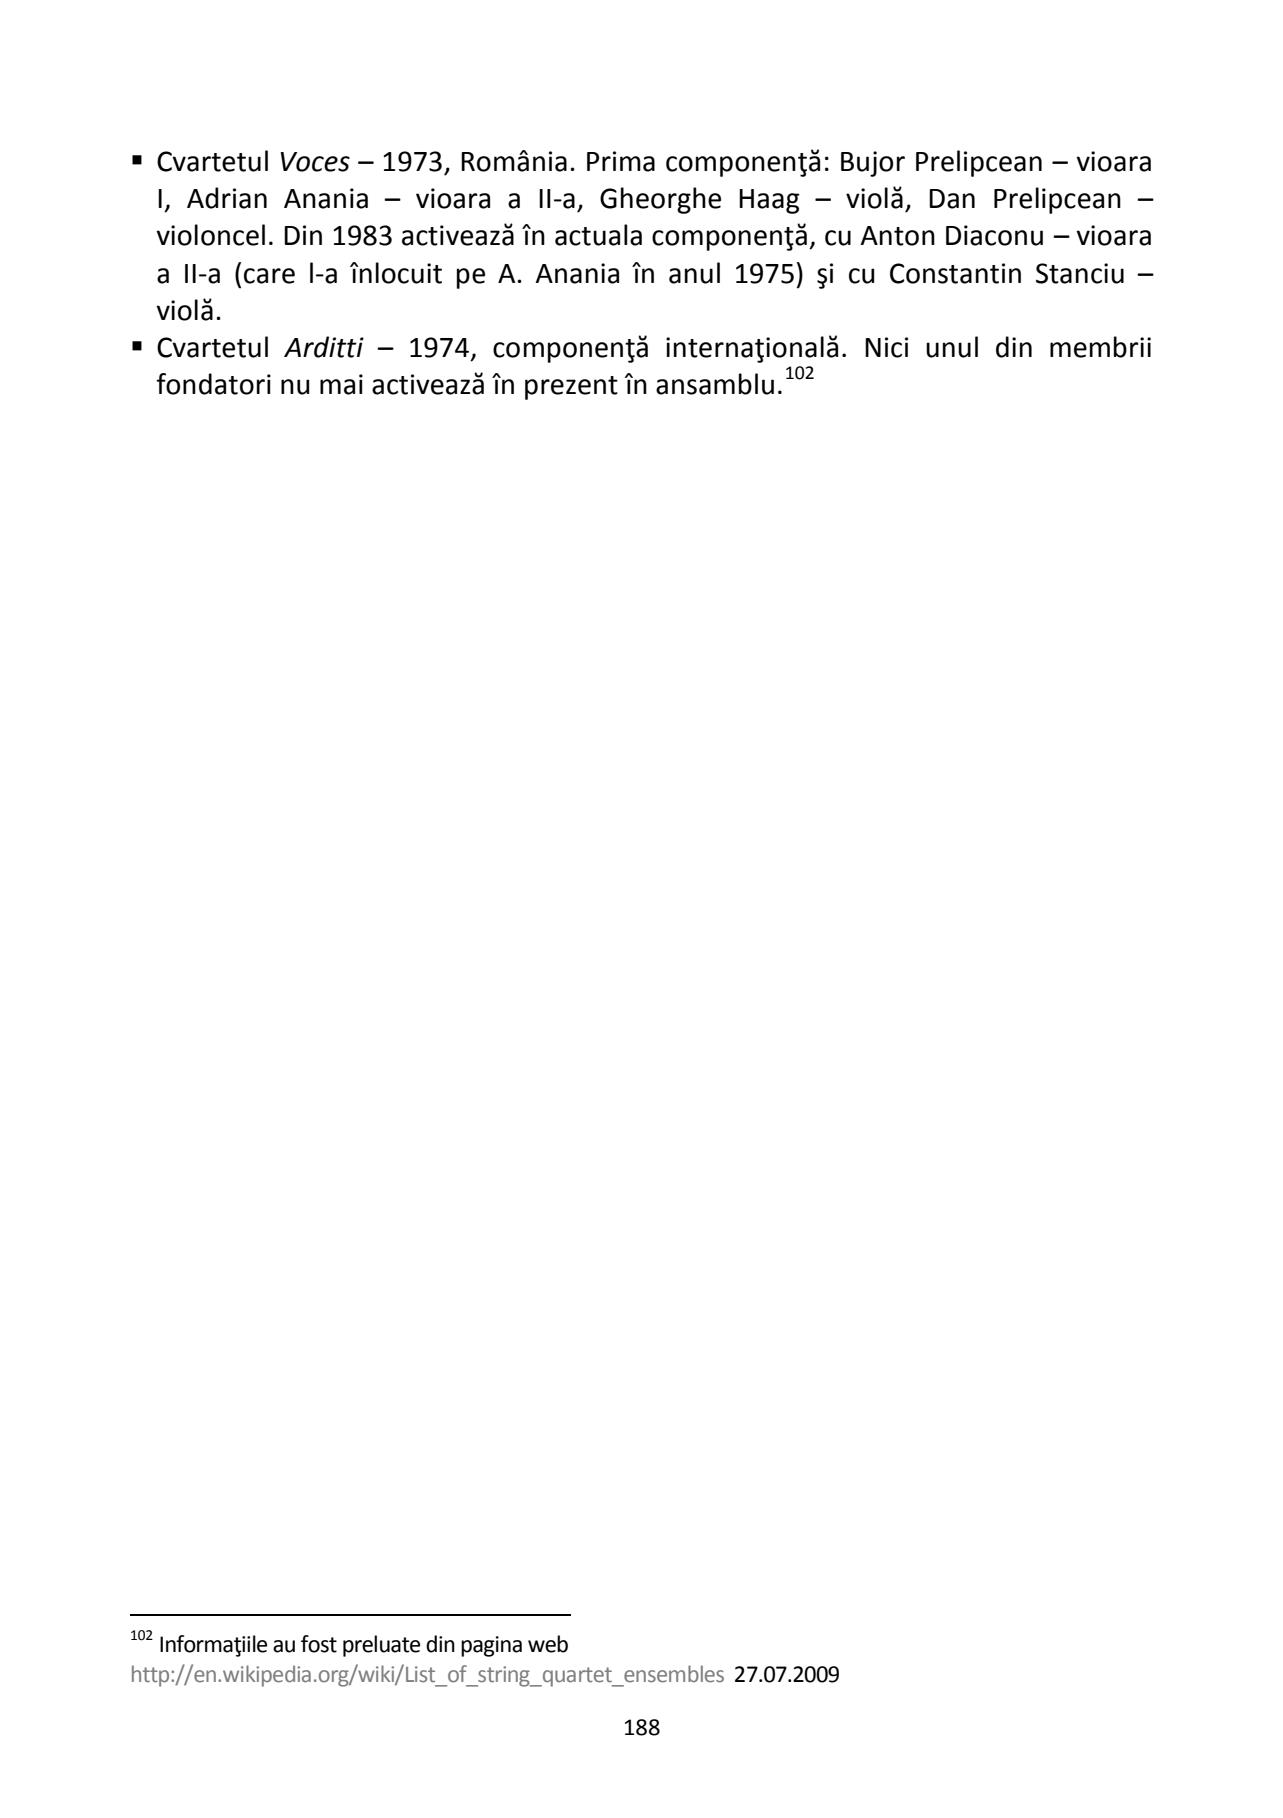 ▪ Cvartetul Voces – 1973, România. Prima componenţă: Bujor Prelipcean – vioara
I, Adrian Anania – vioara a II-a, Gheorghe Haag – violă, Dan Prelipcean –
violoncel. Din 1983 activează în actuala componenţă, cu Anton Diaconu – vioara
a II-a (care l-a înlocuit pe A. Anania în anul 1975) şi cu Constantin Stanciu –
violă.
▪ Cvartetul Arditti – 1974, componenţă internaţională. Nici unul din membrii
fondatori nu mai activează în prezent în ansamblu.102
102 Informaţiile au fost preluate din pagina web
http://en.wikipedia.org/wiki/List_of_string_quartet_ensembles 27.07.2009
188